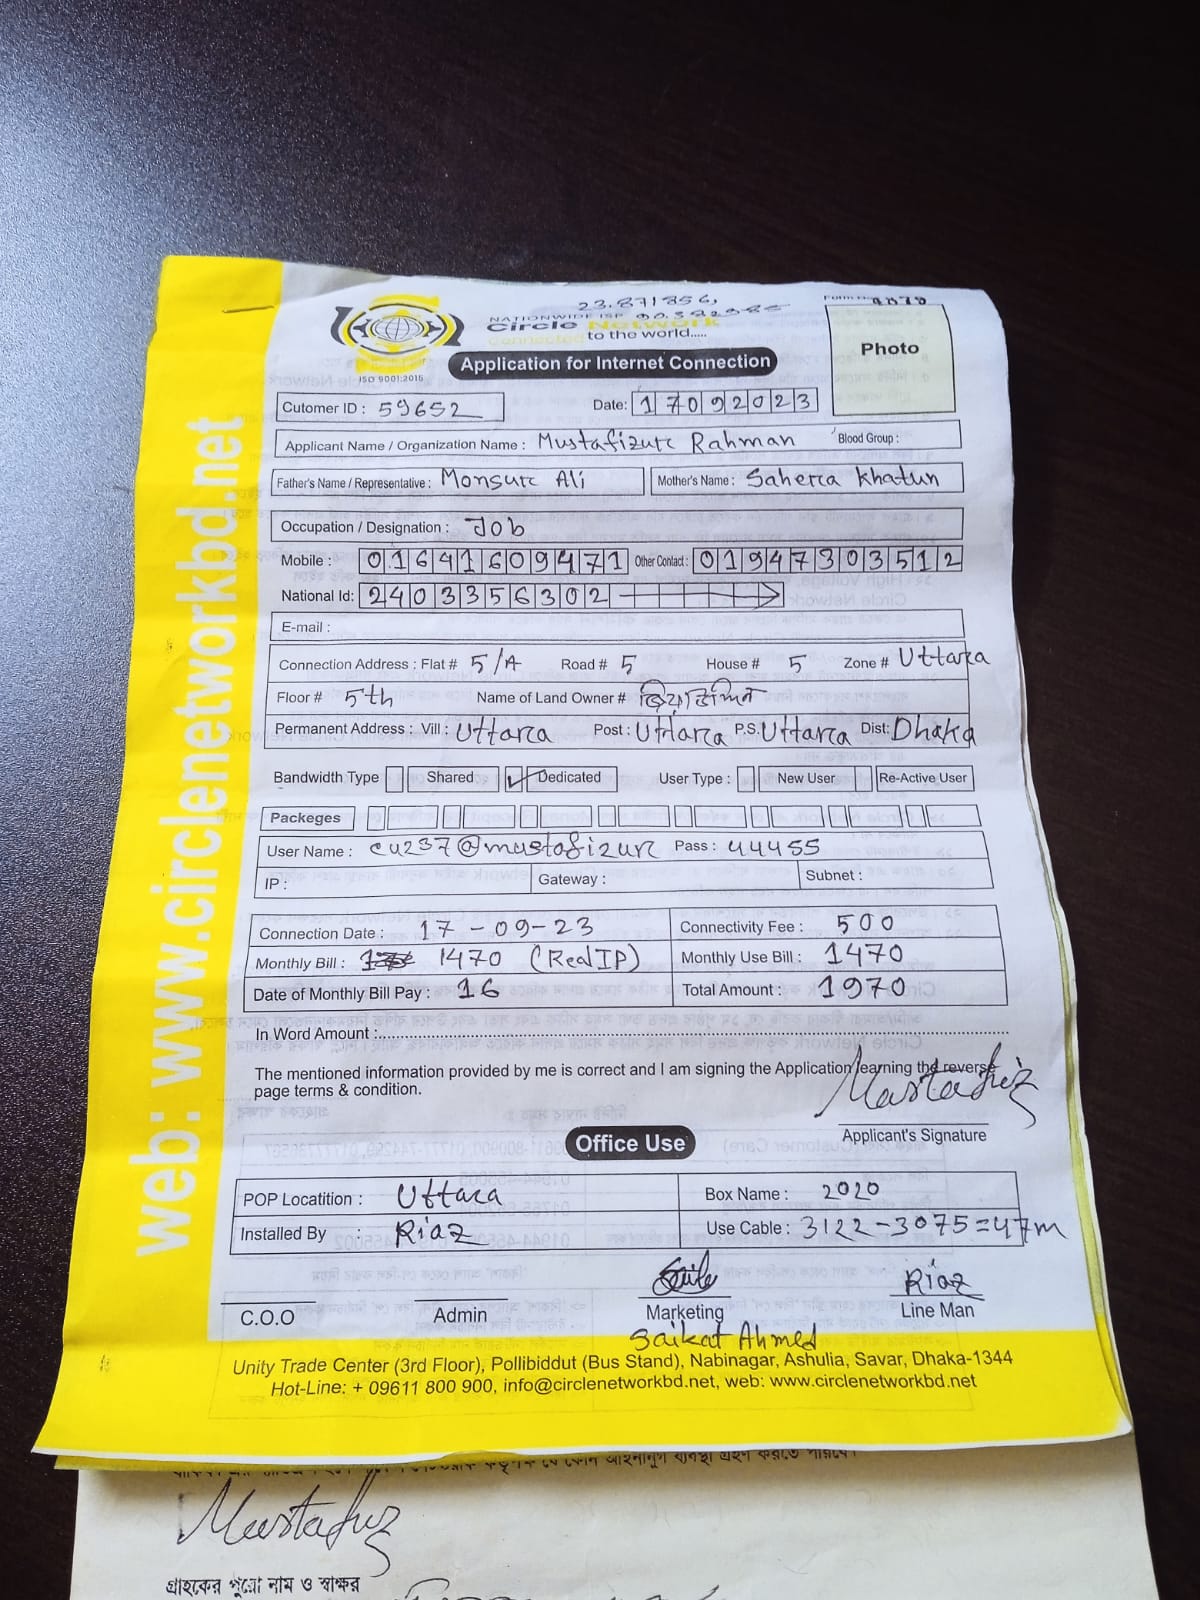 web: www.circlenetworkbd.net
23.871856,
NATIONWIDE ISP
Circle Network
Connected to the world.....
ISO 9001:2015
Application for Internet Connection
Photo
Cutomer ID : 59652
Date: 17092023
Applicant Name / Organization Name : Mustafizur Rahman Blood Group :
Father's Name / Representative : Monsur Ali Mother's Name : Sahera Khatun
Occupation / Designation : Job
Mobile : 01641609471 Other Contact : 01947303512
National Id: 2403356302
E-mail :
Connection Address : Flat # 5/A Road # 5 House # 5 Zone # Uttara
Floor # 5th Name of Land Owner #
Permanent Address : Vill : Uttara Post : Uttara P.S. Uttara Dist: Dhaka
Bandwidth Type Shared ✓ Dedicated User Type : New User Re-Active User
Packeges
User Name : cu237@mustafizur Pass : 44455
IP : Gateway : Subnet :
Connection Date : 17-09-23 Connectivity Fee : 500
Monthly Bill : 1470 (Real IP) Monthly Use Bill : 1470
Date of Monthly Bill Pay : 16 Total Amount : 1970
In Word Amount :
The mentioned information provided by me is correct and I am signing the Application learning the reverse
page terms & condition.
Mustafiz
Applicant's Signature
Office Use
POP Locatition : Uttara Box Name : 2020
Installed By : Riaz Use Cable : 3122-3075=47m
Riaz
C.O.O Admin Marketing Line Man
Saikat Ahmed
Unity Trade Center (3rd Floor), Pollibiddut (Bus Stand), Nabinagar, Ashulia, Savar, Dhaka-1344
Hot-Line: + 09611 800 900, info@circlenetworkbd.net, web: www.circlenetworkbd.net
Mustafiz
গ্রাহকের পুরো নাম ও স্বাক্ষর